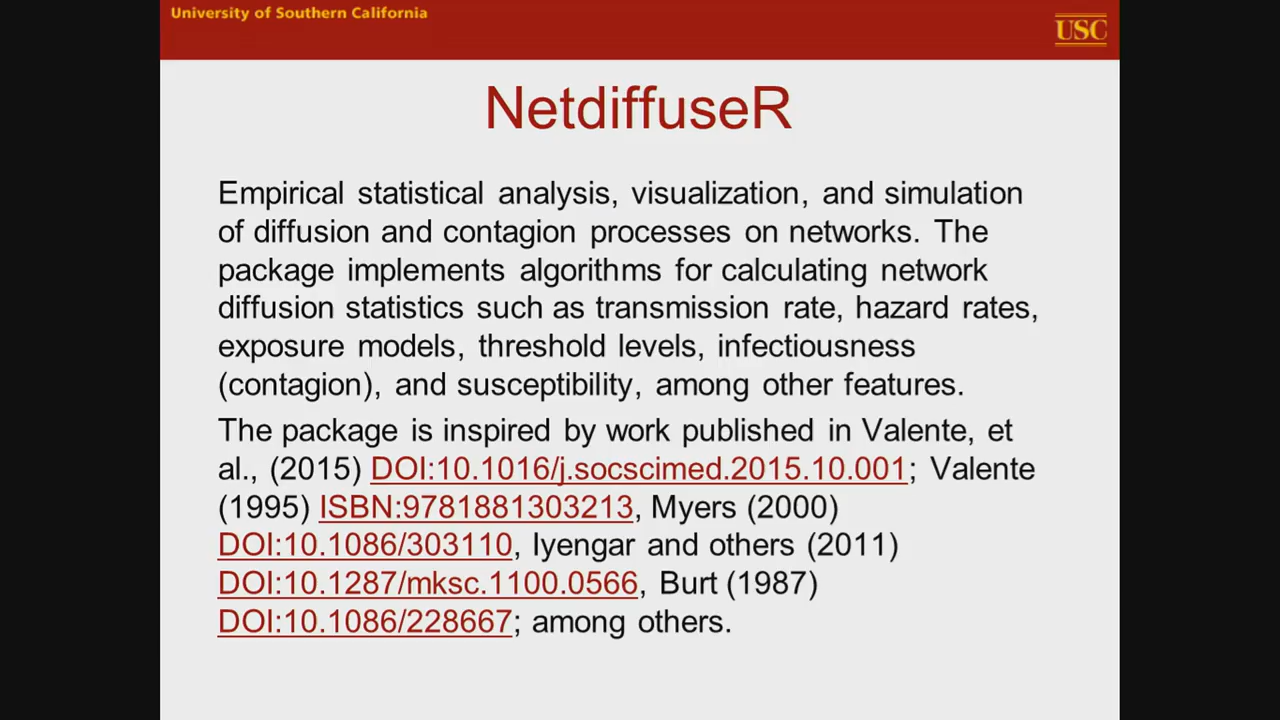 University of Southern California
USC
NetdiffuseR
Empirical statistical analysis, visualization, and simulation
of diffusion and contagion processes on networks. The
package implements algorithms for calculating network
diffusion statistics such as transmission rate, hazard rates,
exposure models, threshold levels, infectiousness
(contagion), and susceptibility, among other features.
The package is inspired by work published in Valente, et
al., (2015) DOI:10.1016/j.socscimed.2015.10.001; Valente
(1995) ISBN:9781881303213, Myers (2000)
DOI:10.1086/303110, Iyengar and others (2011)
DOI:10.1287/mksc.1100.0566, Burt (1987)
DOI:10.1086/228667; among others.